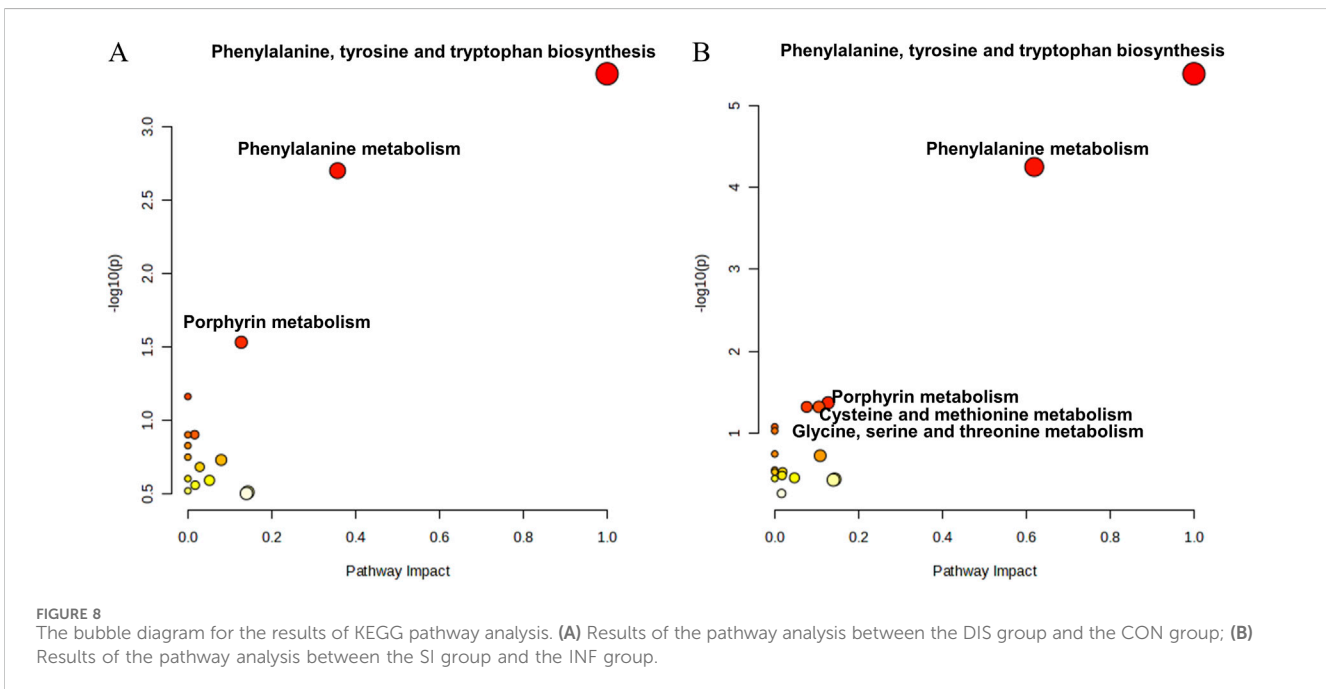 A
Phenylalanine, tyrosine and tryptophan biosynthesis
Phenylalanine metabolism
Porphyrin metabolism
-log10(p)
3.0
2.5
2.0
1.5
1.0
0.5
0.0 0.2 0.4 0.6 0.8 1.0
Pathway Impact
B
Phenylalanine, tyrosine and tryptophan biosynthesis
Phenylalanine metabolism
Porphyrin metabolism
Cysteine and methionine metabolism
Glycine, serine and threonine metabolism
-log10(p)
5
4
3
2
1
0.0 0.2 0.4 0.6 0.8 1.0
Pathway Impact
FIGURE 8
The bubble diagram for the results of KEGG pathway analysis. (A) Results of the pathway analysis between the DIS group and the CON group; (B)
Results of the pathway analysis between the SI group and the INF group.